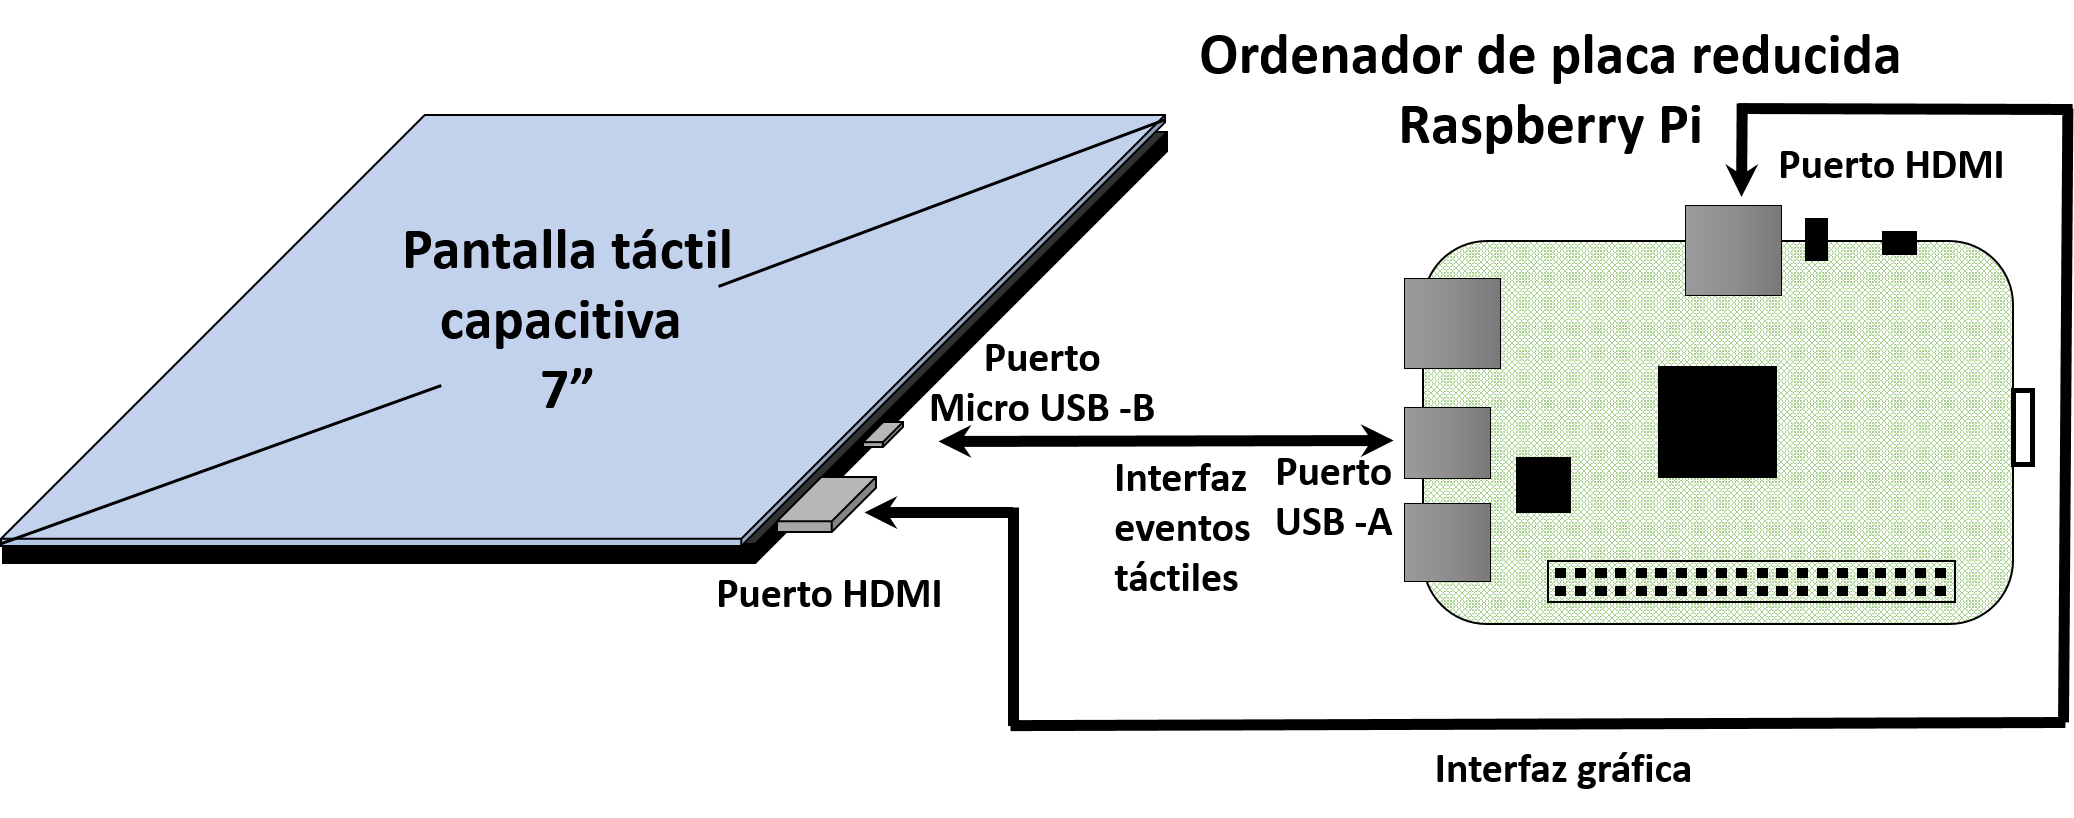 Ordenador de placa reducida
Raspberry Pi
Puerto HDMI
Pantalla táctil
capacitiva
7”
Puerto
Micro USB -B
Interfaz
eventos
táctiles
Puerto
USB -A
Puerto HDMI
Interfaz gráfica